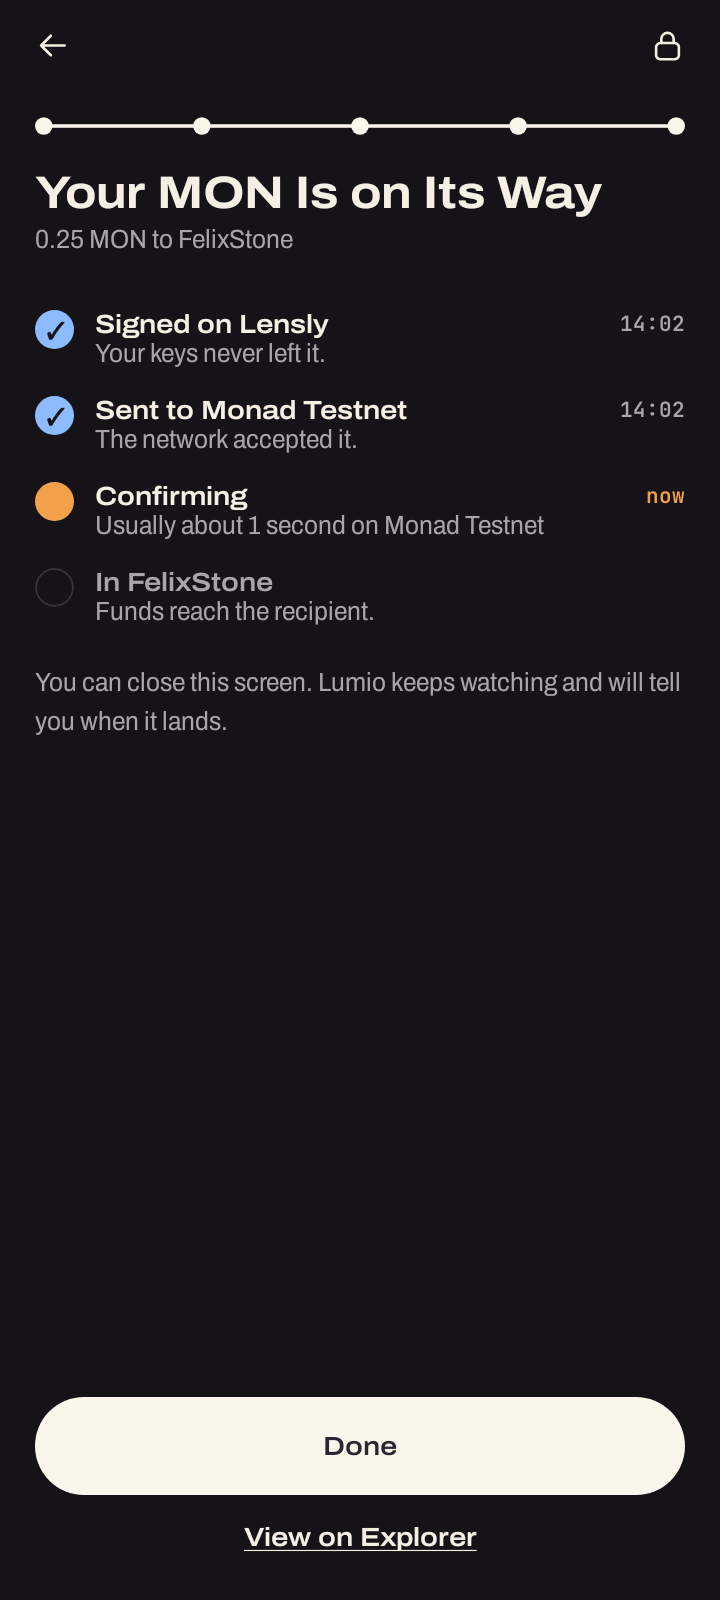 Your MON Is on Its Way
0.25 MON to FelixStone
Signed on Lensly 14:02
Your keys never left it.
Sent to Monad Testnet 14:02
The network accepted it.
Confirming now
Usually about 1 second on Monad Testnet
In FelixStone
Funds reach the recipient.
You can close this screen. Lumio keeps watching and will tell
you when it lands.
Done
View on Explorer